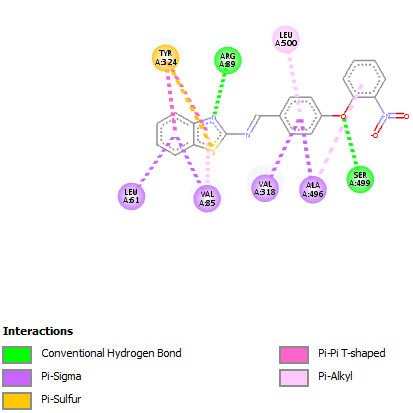 LEU
A:500
TYR
A:324
ARG
A:89
N
N
S
O
N
+
O
-O
LEU
A:61
VAL
A:85
VAL
A:318
ALA
A:496
SER
A:499
Interactions
Conventional Hydrogen Bond
Pi-Sigma
Pi-Sulfur
Pi-Pi T-shaped
Pi-Alkyl